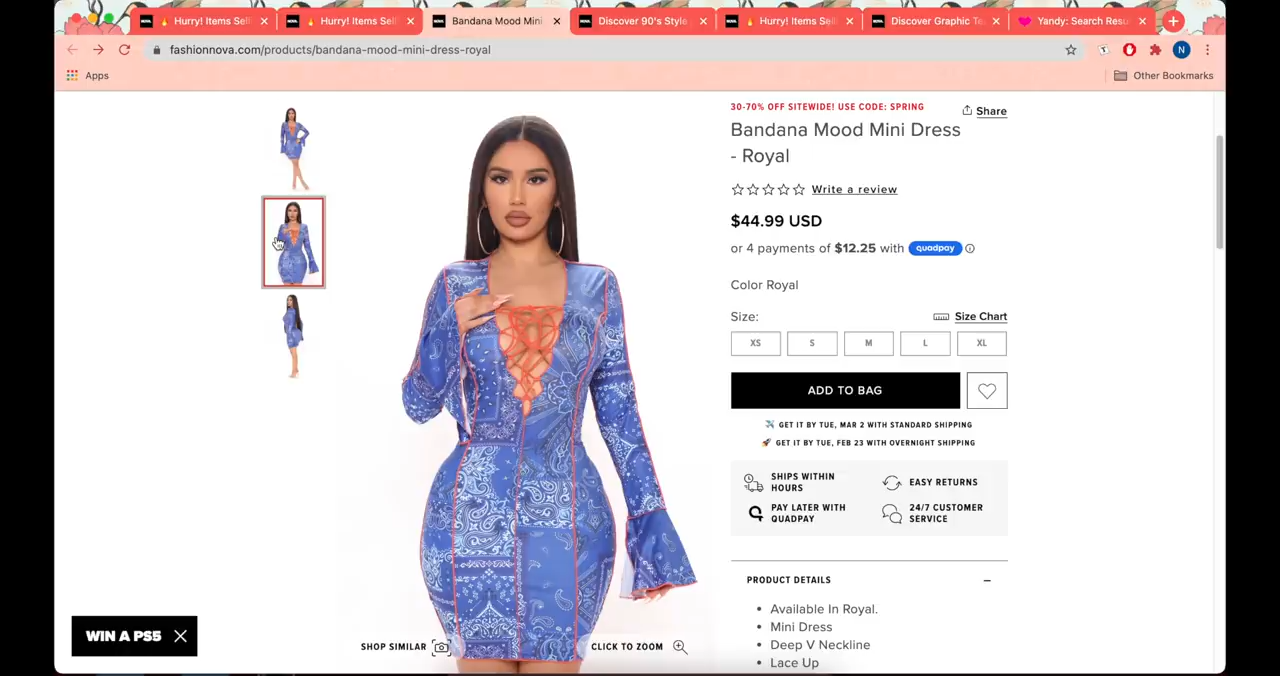 NOVA
🔥 Hurry! Items Sell
NOVA
🔥 Hurry! Items Sell
NOVA
Bandana Mood Mini
NOVA
Discover 90's Style
NOVA
🔥 Hurry! Items Sell
NOVA
Discover Graphic Te
Yandy: Search Resu
fashionnova.com/products/bandana-mood-mini-dress-royal
N
Apps
Other Bookmarks
30-70% OFF SITEWIDE! USE CODE: SPRING
Share
Bandana Mood Mini Dress
- Royal
Write a review
$44.99 USD
or 4 payments of $12.25 with quadpay
Color Royal
Size:
Size Chart
XS S M L XL
ADD TO BAG
✈️ GET IT BY TUE, MAR 2 WITH STANDARD SHIPPING
🚀 GET IT BY TUE, FEB 23 WITH OVERNIGHT SHIPPING
SHIPS WITHIN
HOURS
EASY RETURNS
PAY LATER WITH
QUADPAY
24/7 CUSTOMER
SERVICE
PRODUCT DETAILS
• Available In Royal.
• Mini Dress
• Deep V Neckline
• Lace Up
SHOP SIMILAR
CLICK TO ZOOM
WIN A PS5